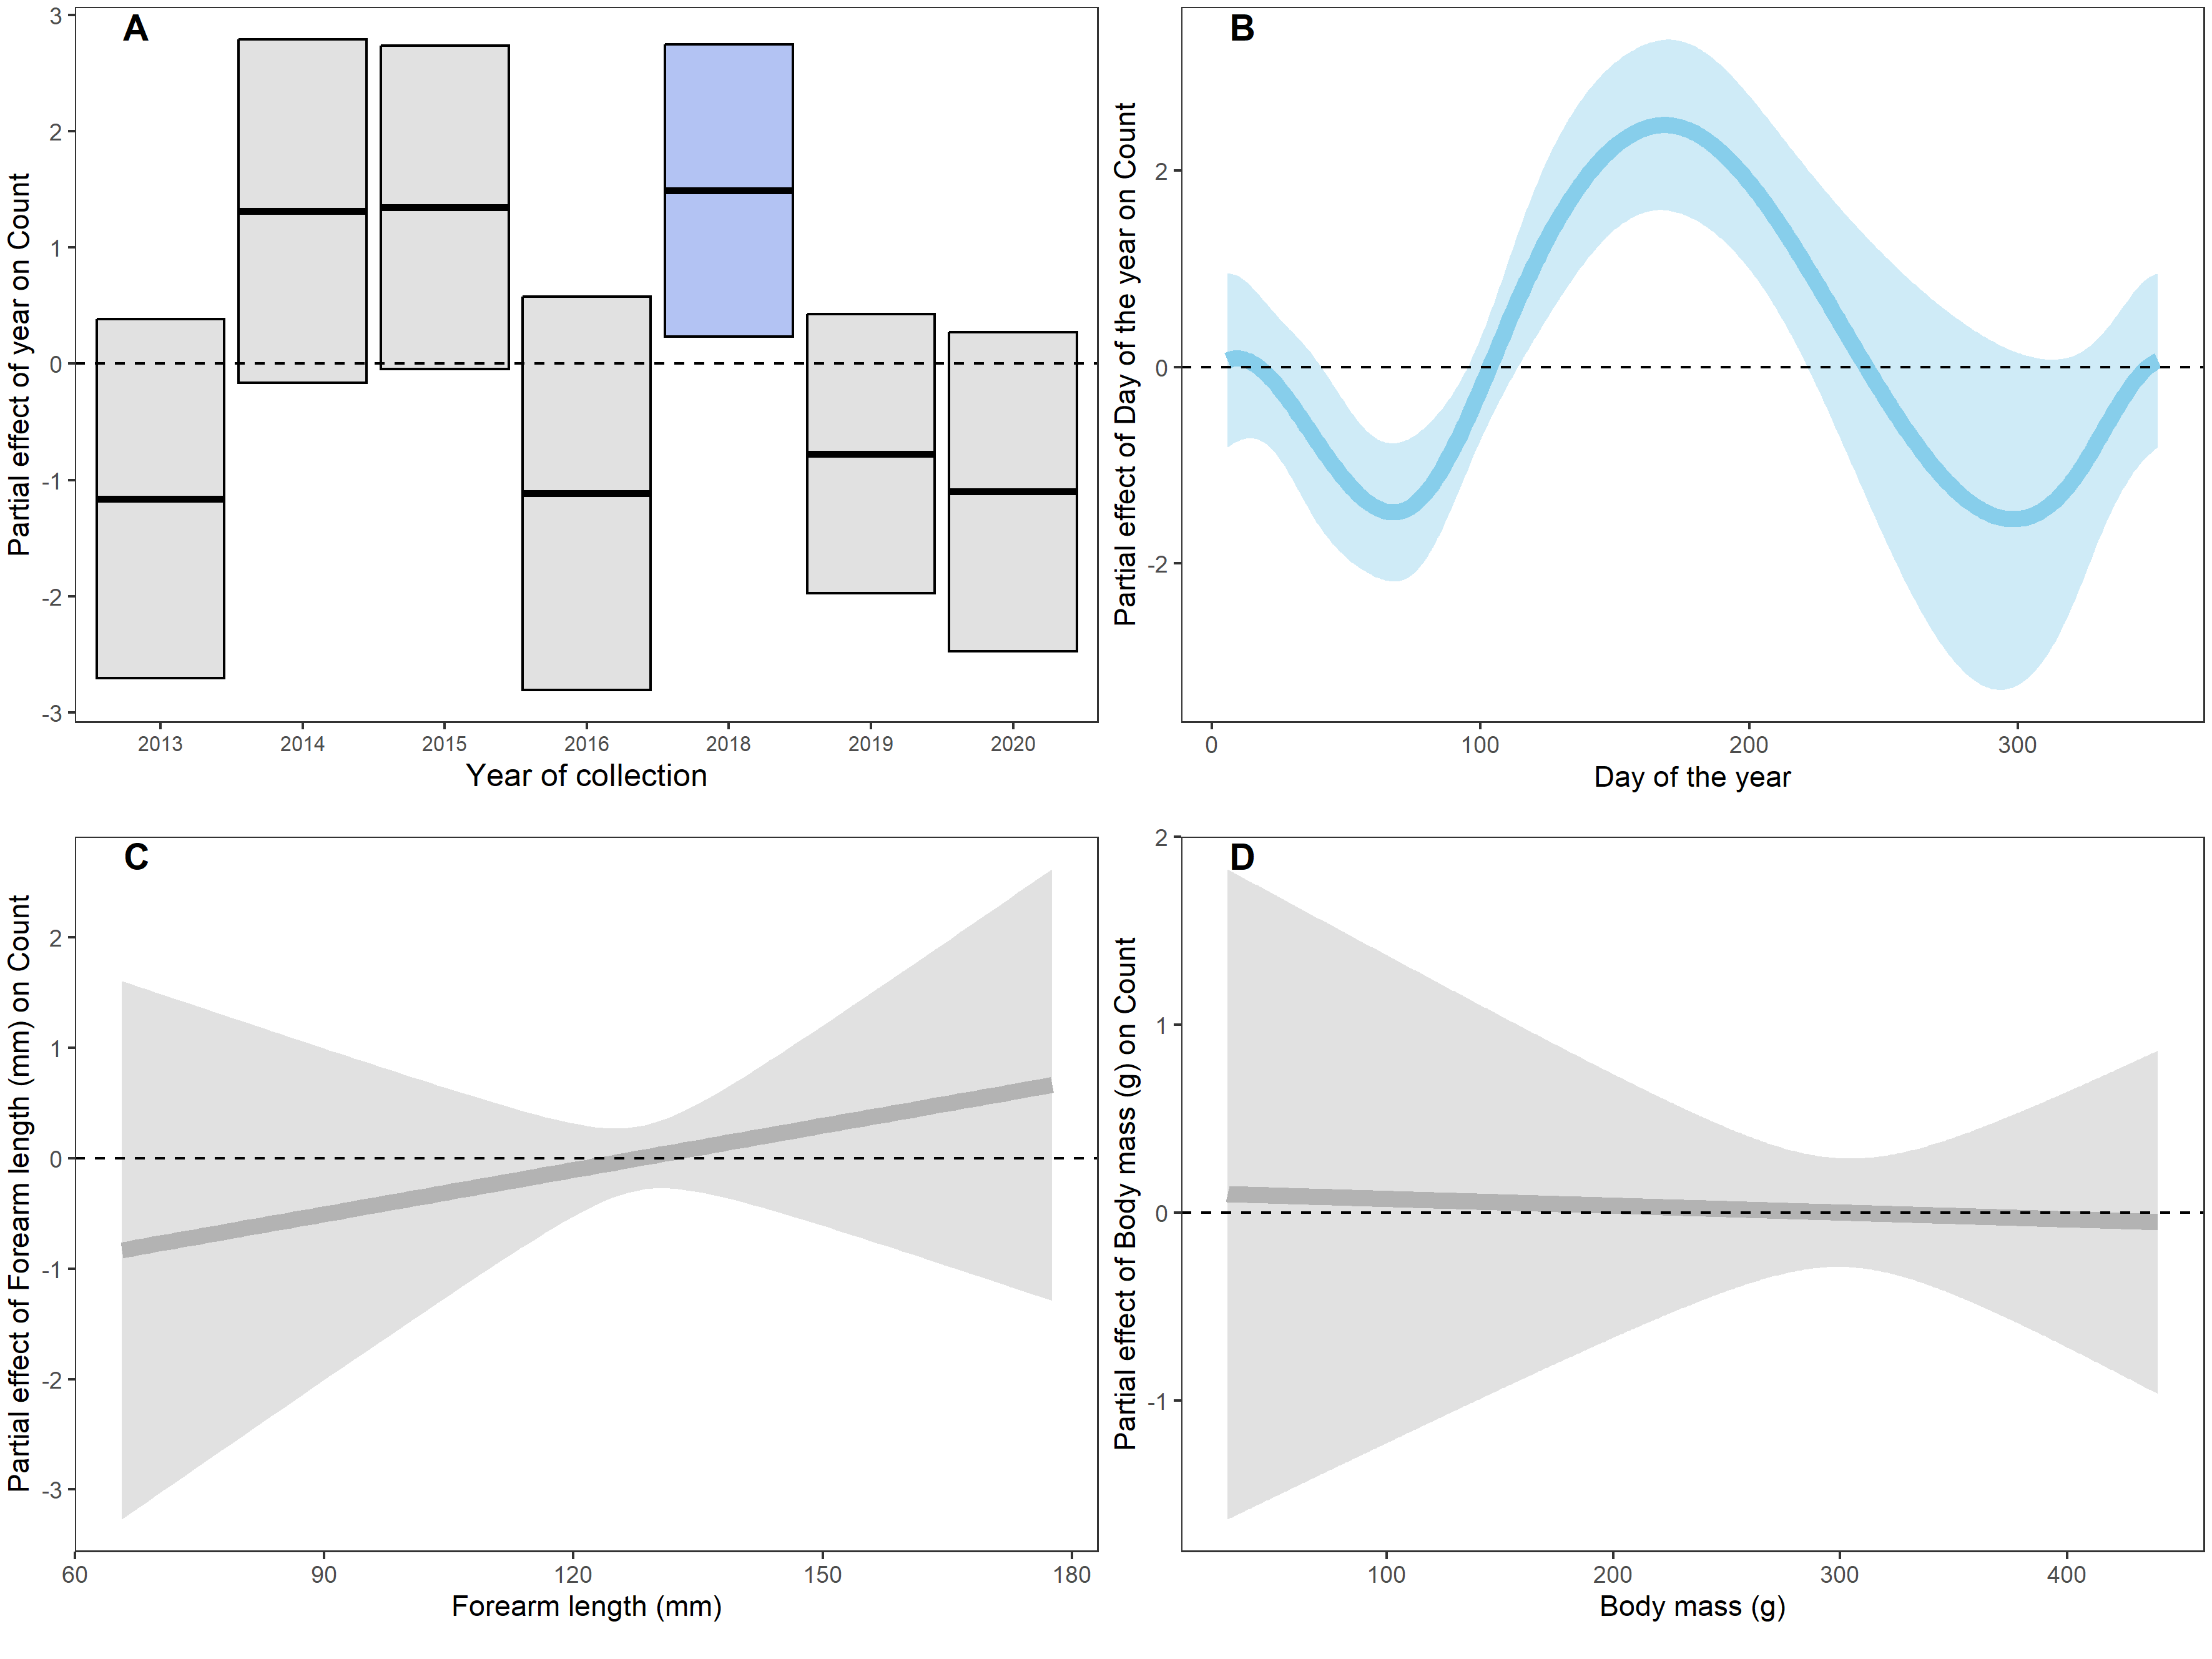 A
Partial effect of year on Count
3
2
1
0
-1
-2
-3
2013 2014 2015 2016 2018 2019 2020
Year of collection
B
Partial effect of Day of the year on Count
2
0
-2
0 100 200 300
Day of the year
C
Partial effect of Forearm length (mm) on Count
2
1
0
-1
-2
-3
60 90 120 150 180
Forearm length (mm)
D
Partial effect of Body mass (g) on Count
2
1
0
-1
100 200 300 400
Body mass (g)